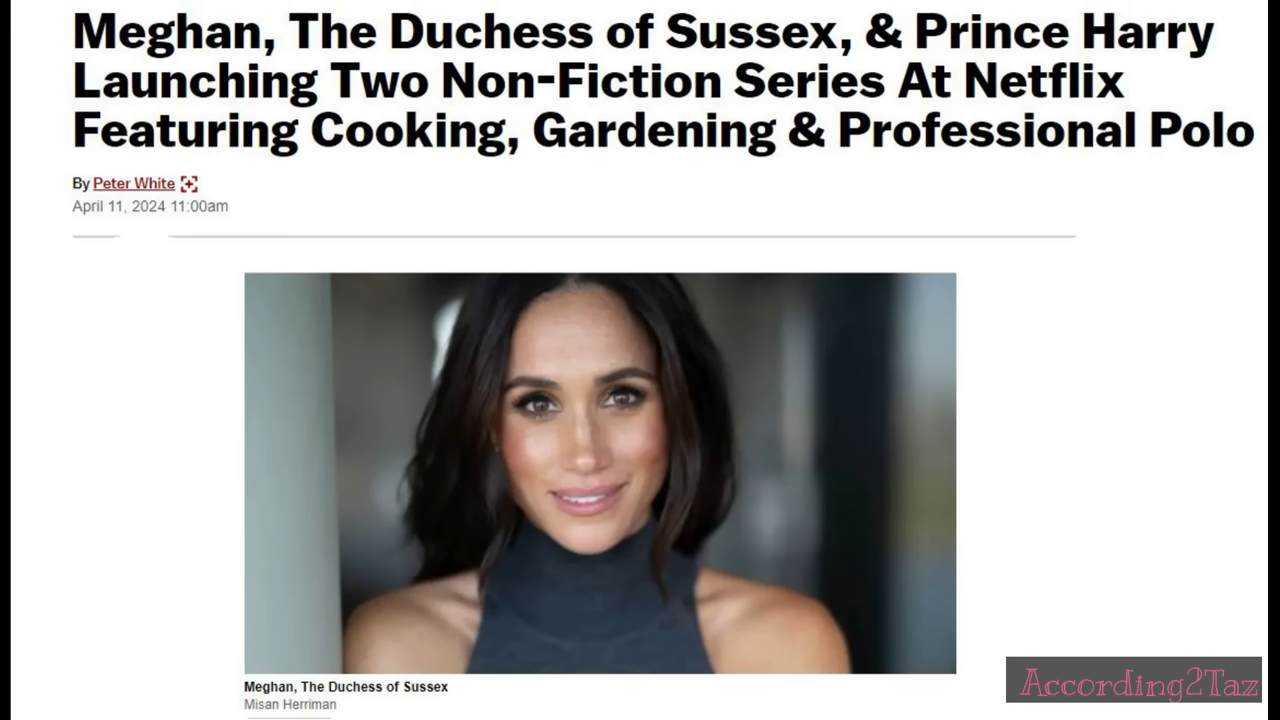 Meghan, The Duchess of Sussex, & Prince Harry
Launching Two Non-Fiction Series At Netflix
Featuring Cooking, Gardening & Professional Polo
By Peter White
April 11, 2024 11:00am
Meghan, The Duchess of Sussex
Misan Herriman
According2Taz